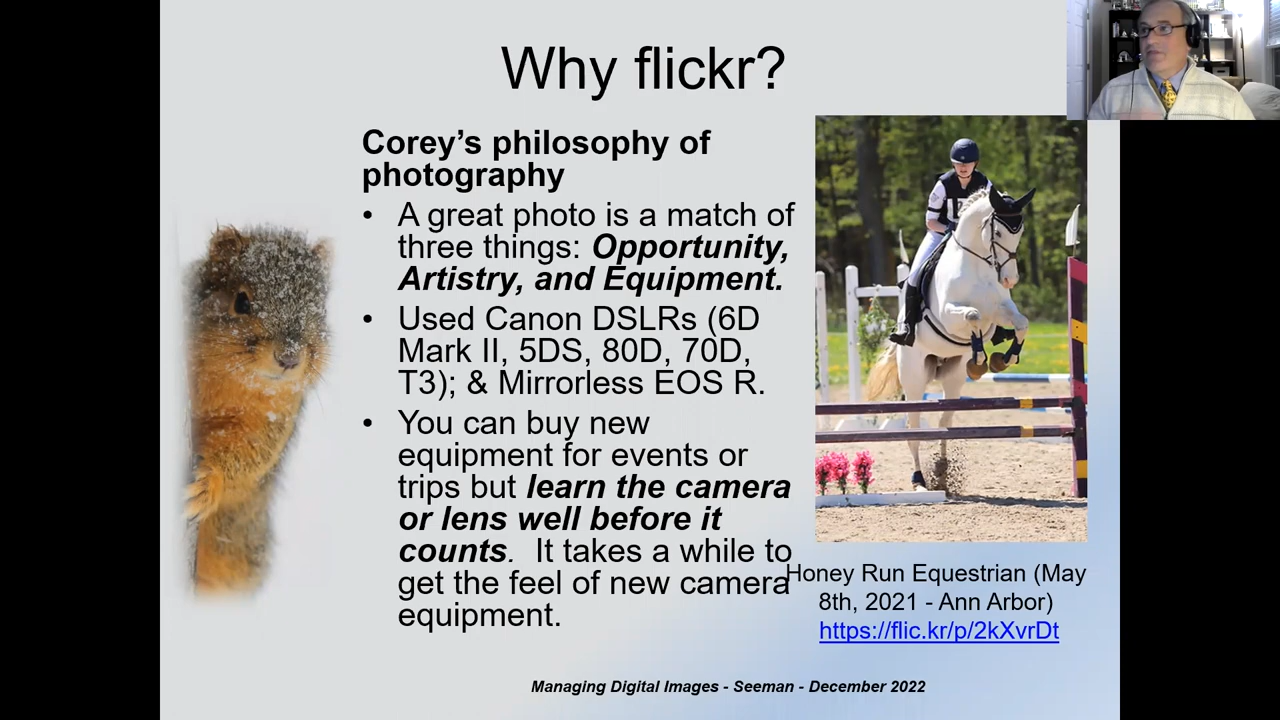 Why flickr?
Corey’s philosophy of
photography
• A great photo is a match of
three things: Opportunity,
Artistry, and Equipment.
• Used Canon DSLRs (6D
Mark II, 5DS, 80D, 70D,
T3); & Mirrorless EOS R.
• You can buy new
equipment for events or
trips but learn the camera
or lens well before it
counts.  It takes a while to
get the feel of new camera
equipment.
Honey Run Equestrian (May
8th, 2021 - Ann Arbor)
https://flic.kr/p/2kXvrDt
Managing Digital Images - Seeman - December 2022